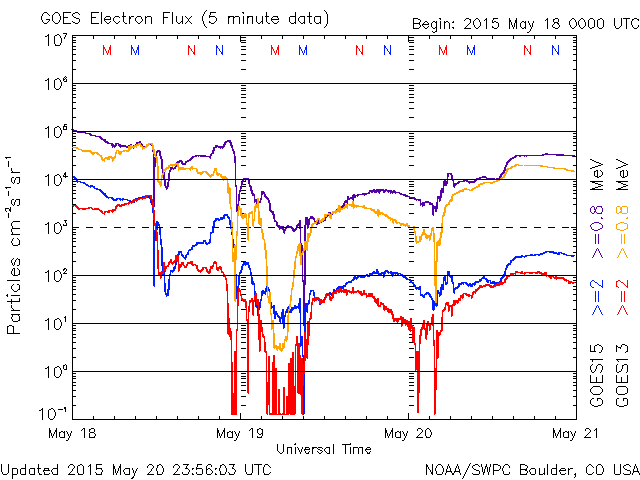 GOES Electron Flux (5 minute data)
Begin: 2015 May 18 0000 UTC
M M N N M M N N M M N N
10⁷
10⁶
10⁵
10⁴
10³
10²
10¹
10⁰
10⁻¹
Particles cm⁻²s⁻¹sr⁻¹
May 18 May 19 May 20 May 21
Universal Time
GOES15 >=2 >=0.8 MeV
GOES13 >=2 >=0.8 MeV
Updated 2015 May 20 23:56:03 UTC
NOAA/SWPC Boulder, CO USA